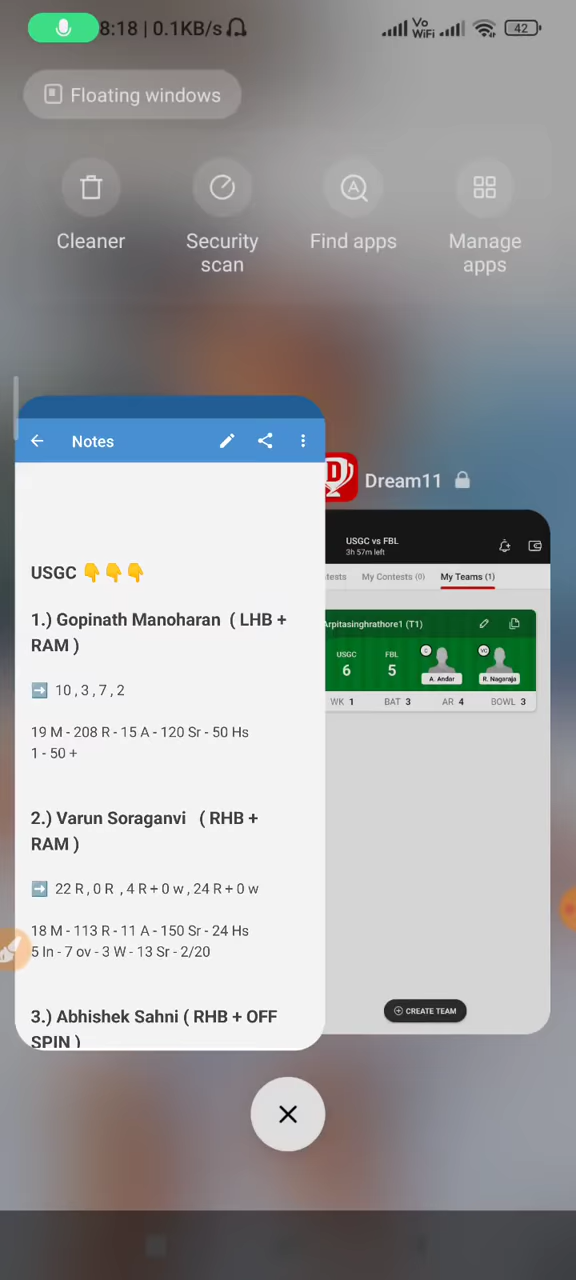 8:18 | 0.1KB/s
Vo
WiFi
42
Floating windows
Cleaner
Security
scan
Find apps
Manage
apps
Notes
USGC 👇👇👇
1.) Gopinath Manoharan ( LHB +
RAM )
➡️ 10 , 3 , 7 , 2
19 M - 208 R - 15 A - 120 Sr - 50 Hs
1 - 50 +
2.) Varun Soraganvi ( RHB +
RAM )
➡️ 22 R , 0 R , 4 R + 0 w , 24 R + 0 w
18 M - 113 R - 11 A - 150 Sr - 24 Hs
5 In - 7 ov - 3 W - 13 Sr - 2/20
3.) Abhishek Sahni ( RHB + OFF
SPIN )
Dream11
USGC vs FBL
3h 57m left
tests My Contests (0) My Teams (1)
Arpitasinghrathore1 (T1)
USGC FBL
6 5
C VC
A. Andar R. Nagaraja
WK 1 BAT 3 AR 4 BOWL 3
CREATE TEAM